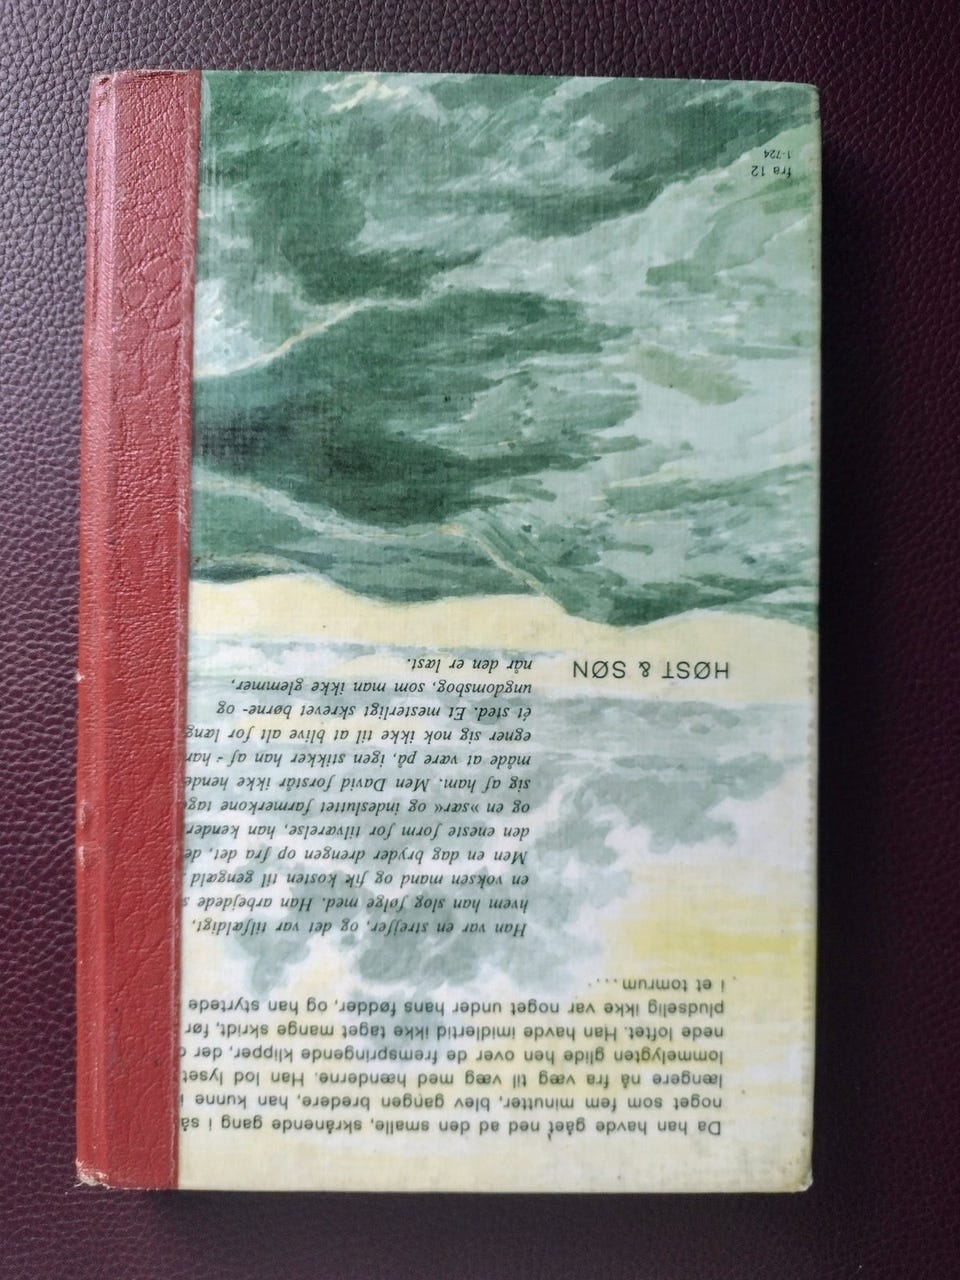 Da han havde gået ned ad den smalle, skrånende gang i så
noget som fem minutter, blev gangen bredere, han kunne
længere nå fra væg til væg med hænderne. Han lod lyset
lommelygten glide hen over de fremspringende klipper, der
nede loftet. Han havde imidlertid ikke taget mange skridt, før
pludselig ikke var noget under hans fødder, og han styrtede
i et tomrum....
Han var en strejfer, og det var tilfældigt,
hvem han slog følge med. Han arbejdede s
en voksen mand og fik kosten til gengæld
Men en dag bryder drengen op fra det, de
den eneste form for tilværelse, han kender
og en »sær« og indesluttet farmerkone tage
sig af ham. Men David forstår ikke hende
måde at være på, igen stikker han af - har
egner sig nok ikke til at blive alt for læng
ét sted. Et mesterligt skrevet børne- og
ungdomsbog, som man ikke glemmer,
når den er læst.
HØST & SØN
fra 12
1-724